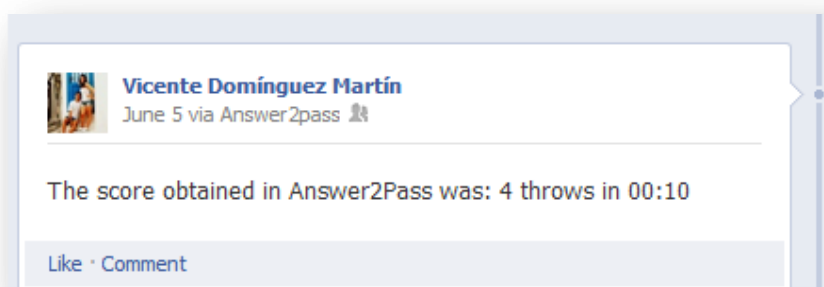 Vicente Domínguez Martín
June 5 via Answer2pass
The score obtained in Answer2Pass was: 4 throws in 00:10
Like · Comment